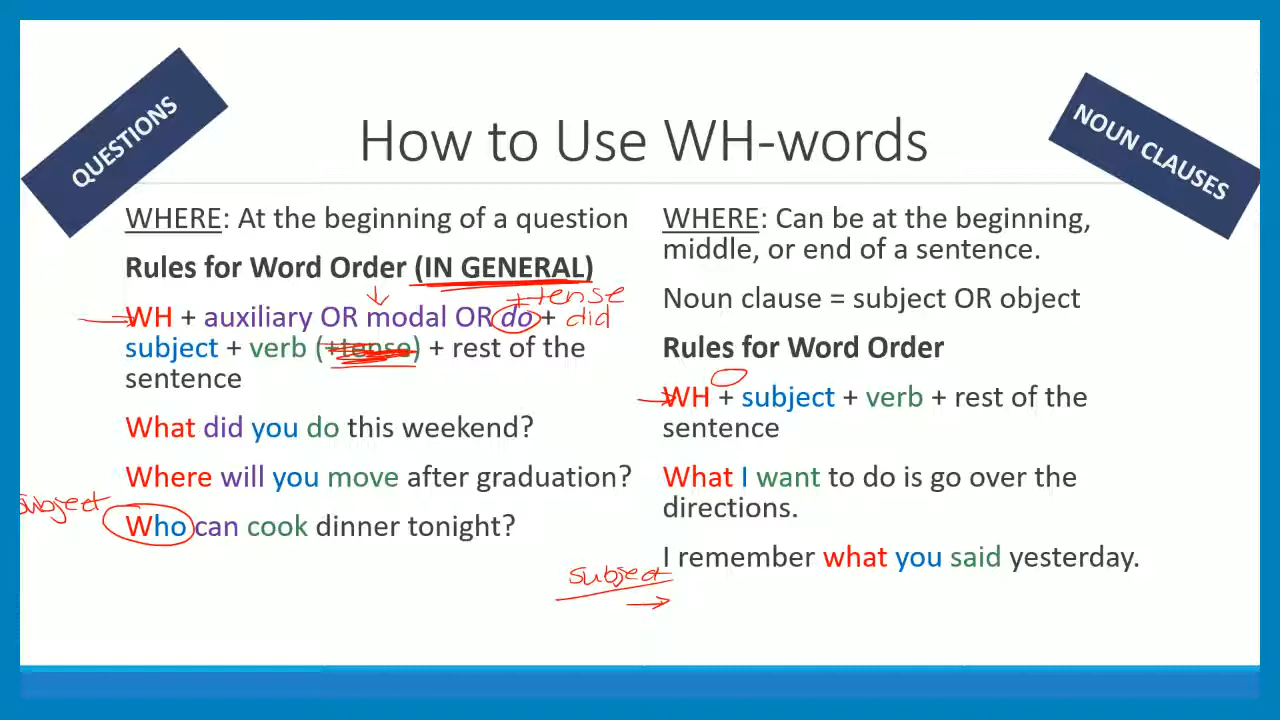 QUESTIONS
NOUN CLAUSES
How to Use WH-words
WHERE: At the beginning of a question
Rules for Word Order (IN GENERAL)
+tense
WH + auxiliary OR modal OR do + did
subject + verb (+tense) + rest of the
sentence
What did you do this weekend?
Where will you move after graduation?
subject
Who can cook dinner tonight?
WHERE: Can be at the beginning,
middle, or end of a sentence.
Noun clause = subject OR object
Rules for Word Order
WH + subject + verb + rest of the
sentence
What I want to do is go over the
directions.
I remember what you said yesterday.
subject